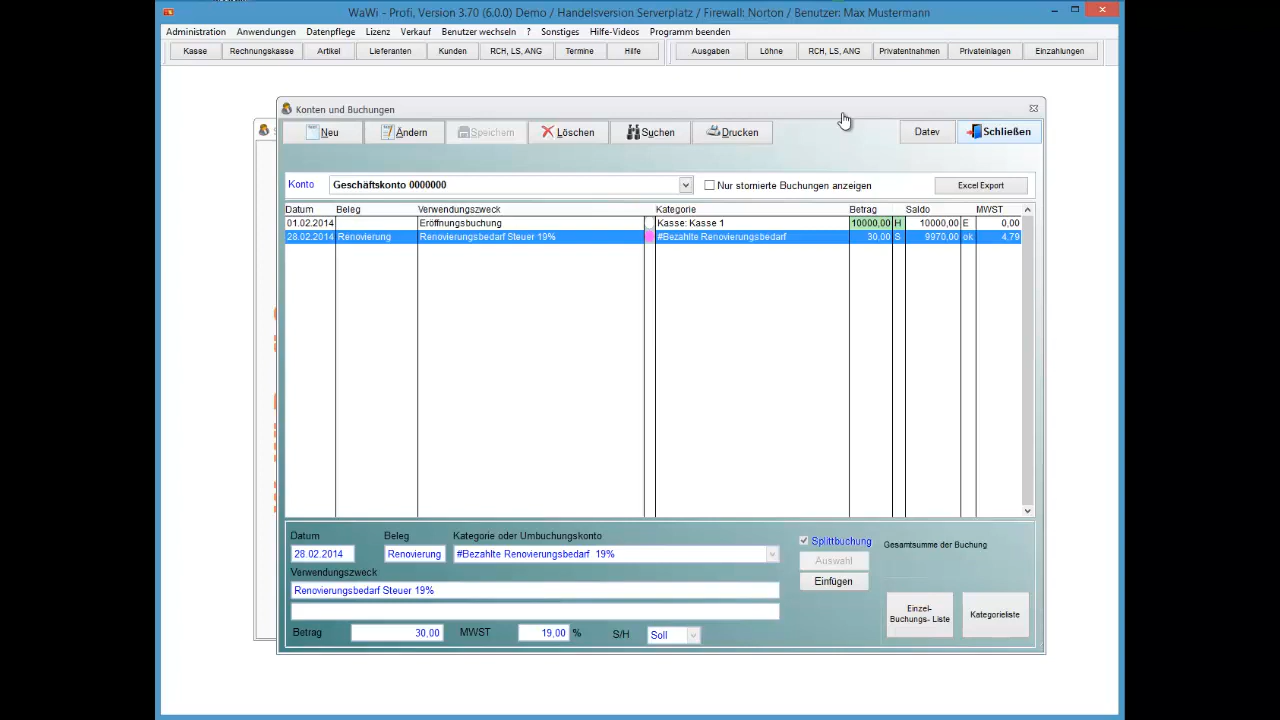 WaWi - Profi, Version 3.70 (6.0.0) Demo / Handelsversion Serverplatz / Firewall: Norton / Benutzer: Max Mustermann
Administration Anwendungen Datenpflege Lizenz Verkauf Benutzer wechseln ? Sonstiges Hilfe-Videos Programm beenden
Kasse Rechnungskasse Artikel Lieferanten Kunden RCH, LS, ANG Termine Hilfe Ausgaben Löhne RCH, LS, ANG Privatentnahmen Privateinlagen Einzahlungen
Konten und Buchungen
Neu Ändern Speichern Löschen Suchen Drucken Datev Schließen
Konto Geschäftskonto 0000000 Nur stornierte Buchungen anzeigen Excel Export
Datum Beleg Verwendungszweck Kategorie Betrag Saldo MWST
01.02.2014 Eröffnungsbuchung Kasse: Kasse 1 10000,00 H 10000,00 E 0,00
28.02.2014 Renovierung Renovierungsbedarf Steuer 19% #Bezahlte Renovierungsbedarf 30,00 S 9970,00 ok 4,79
Datum Beleg Kategorie oder Umbuchungskonto Splittbuchung Gesamtsumme der Buchung
28.02.2014 Renovierung #Bezahlte Renovierungsbedarf 19% Auswahl
Verwendungszweck Einfügen
Renovierungsbedarf Steuer 19%
Einzel-
Buchungs- Liste Kategorieliste
Betrag 30,00 MWST 19,00 % S/H Soll